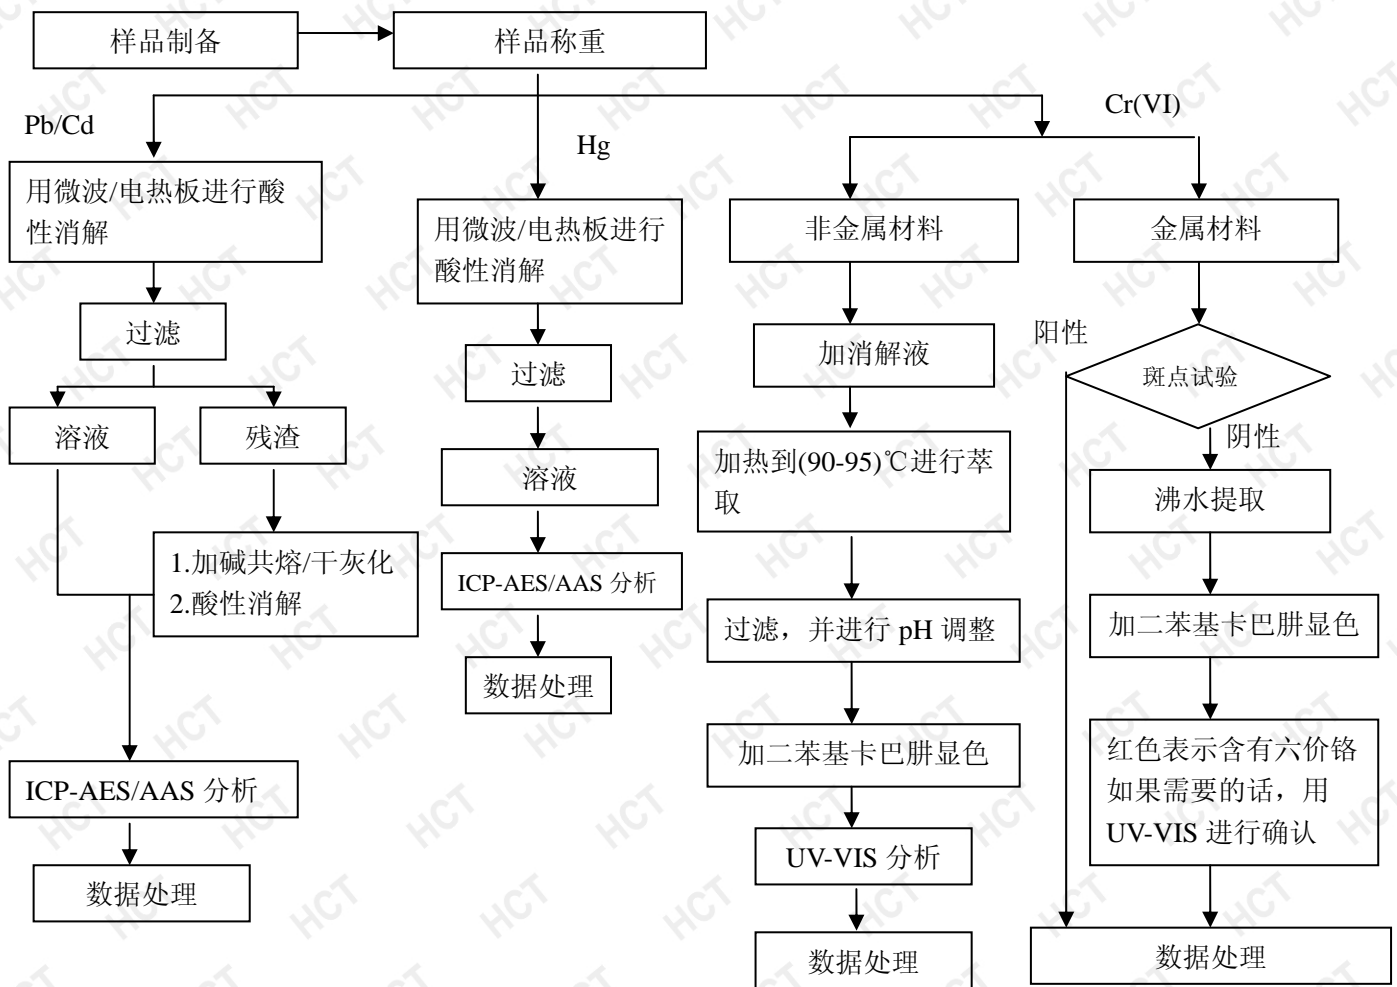 样品制备
样品称重
Pb/Cd
Hg
Cr(VI)
用微波/电热板进行酸
性消解
过滤
溶液
残渣
1.加碱共熔/干灰化
2.酸性消解
ICP-AES/AAS 分析
数据处理
用微波/电热板进行
酸性消解
过滤
溶液
ICP-AES/AAS 分析
数据处理
非金属材料
加消解液
加热到(90-95)℃进行萃
取
过滤，并进行 pH 调整
加二苯基卡巴肼显色
UV-VIS 分析
数据处理
金属材料
阳性
斑点试验
阴性
沸水提取
加二苯基卡巴肼显色
红色表示含有六价铬
如果需要的话，用
UV-VIS 进行确认
数据处理
HCT